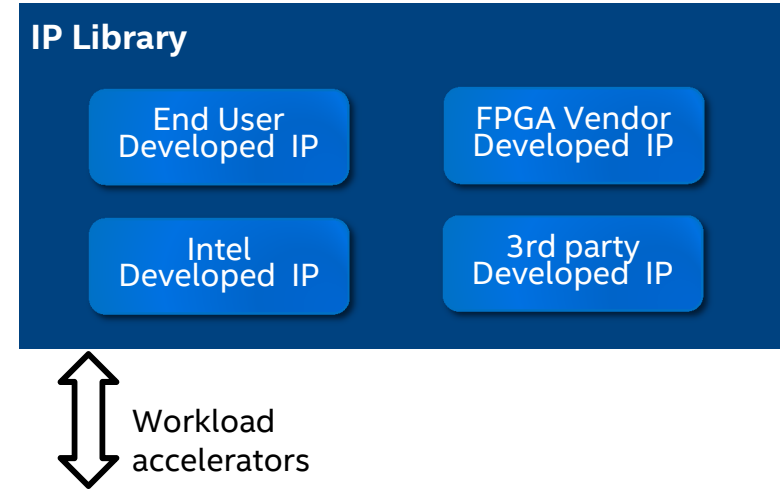 IP Library
End User
Developed IP
FPGA Vendor
Developed IP
Intel
Developed IP
3rd party
Developed IP
Workload
accelerators